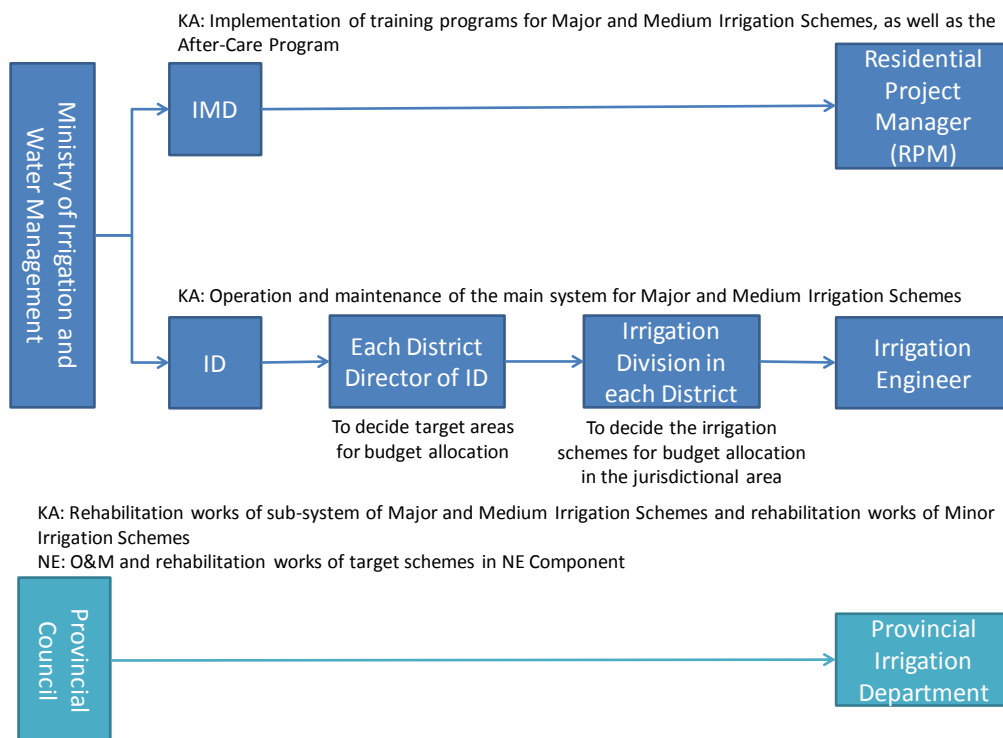 KA: Implementation of training programs for Major and Medium Irrigation Schemes, as well as the
After-Care Program
Ministry of Irrigation and
Water Management
IMD
Residential
Project
Manager
(RPM)
KA: Operation and maintenance of the main system for Major and Medium Irrigation Schemes
ID
Each District
Director of ID
Irrigation
Division in
each District
Irrigation
Engineer
To decide target areas
for budget allocation
To decide the irrigation
schemes for budget allocation
in the jurisdictional area
KA: Rehabilitation works of sub-system of Major and Medium Irrigation Schemes and rehabilitation works of Minor
Irrigation Schemes
NE: O&M and rehabilitation works of target schemes in NE Component
Provincial
Council
Provincial
Irrigation
Department